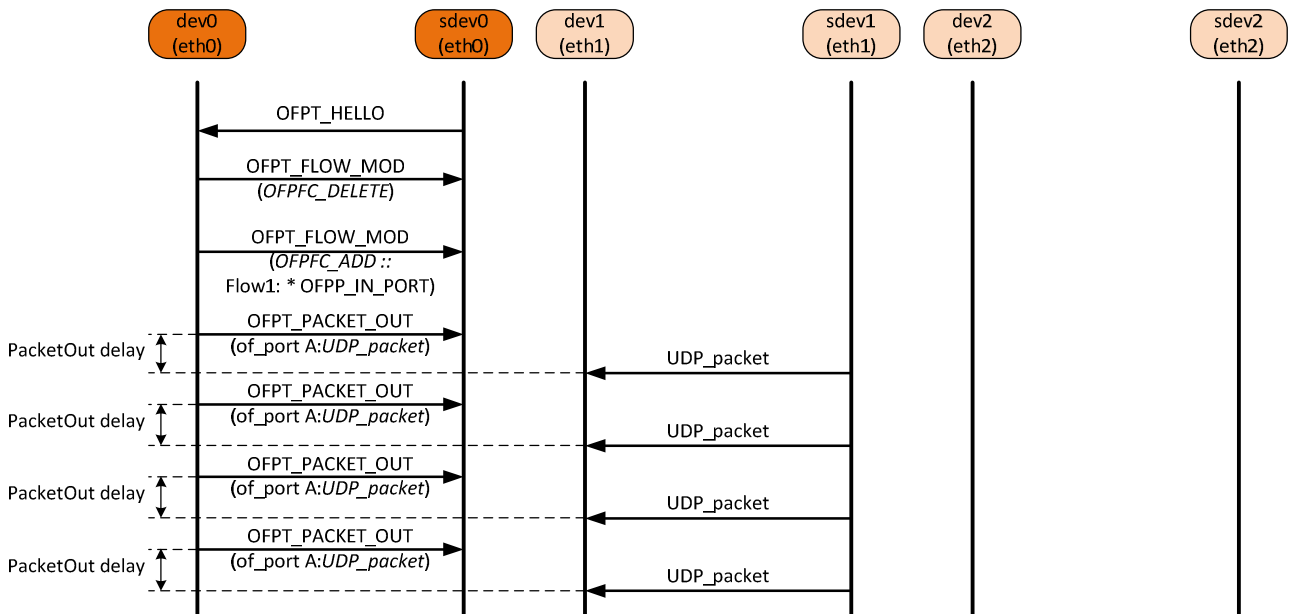 dev0
(eth0)
sdev0
(eth0)
dev1
(eth1)
sdev1
(eth1)
dev2
(eth2)
sdev2
(eth2)
OFPT_HELLO
OFPT_FLOW_MOD
(OFPFC_DELETE)
OFPT_FLOW_MOD
(OFPFC_ADD ::
Flow1: * OFPP_IN_PORT)
OFPT_PACKET_OUT
(of_port A:UDP_packet)
PacketOut delay
UDP_packet
OFPT_PACKET_OUT
(of_port A:UDP_packet)
PacketOut delay
UDP_packet
OFPT_PACKET_OUT
(of_port A:UDP_packet)
PacketOut delay
UDP_packet
OFPT_PACKET_OUT
(of_port A:UDP_packet)
PacketOut delay
UDP_packet